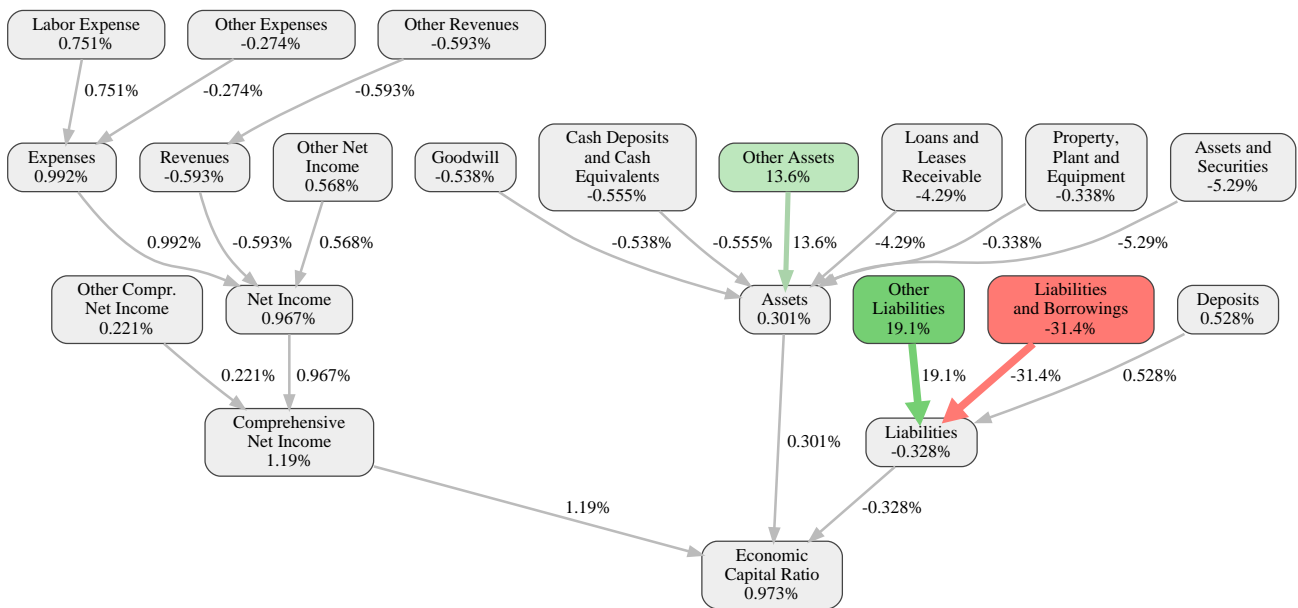 Labor Expense
0.751%
Other Expenses
-0.274%
Other Revenues
-0.593%
0.751%
-0.274%
-0.593%
Expenses
0.992%
Revenues
-0.593%
Other Net
Income
0.568%
Goodwill
-0.538%
Cash Deposits
and Cash
Equivalents
-0.555%
Other Assets
13.6%
Loans and
Leases
Receivable
-4.29%
Property,
Plant and
Equipment
-0.338%
Assets and
Securities
-5.29%
0.992%
-0.593%
0.568%
-0.538%
-0.555%
13.6%
-4.29%
-0.338%
-5.29%
Other Compr.
Net Income
0.221%
Net Income
0.967%
Assets
0.301%
Other
Liabilities
19.1%
Liabilities
and Borrowings
-31.4%
Deposits
0.528%
0.221%
0.967%
19.1%
-31.4%
0.528%
Comprehensive
Net Income
1.19%
0.301%
Liabilities
-0.328%
1.19%
-0.328%
Economic
Capital Ratio
0.973%